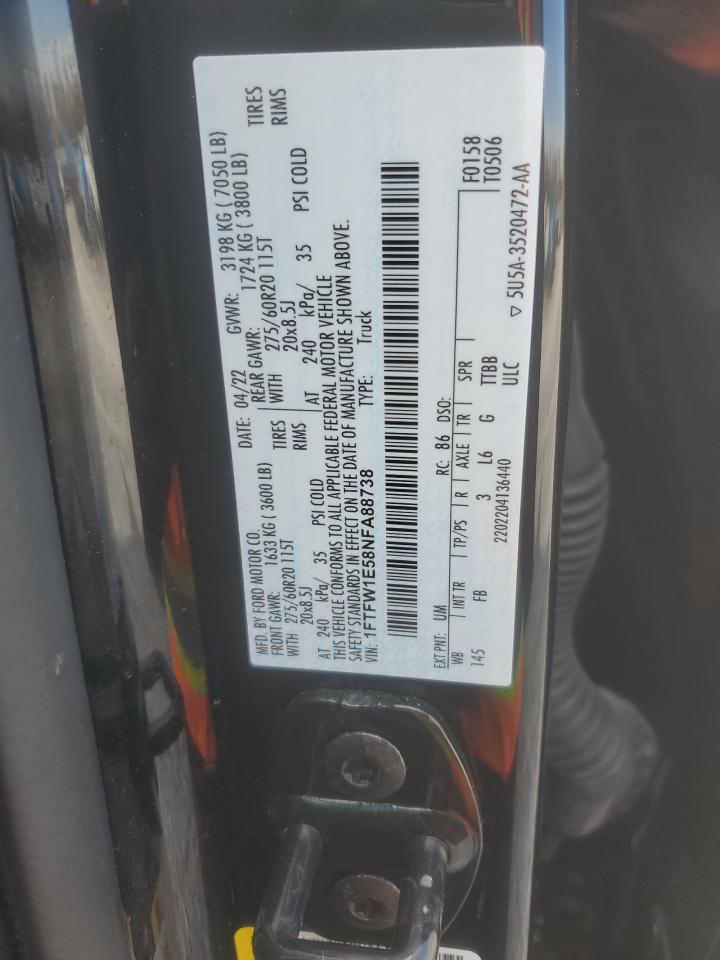 MFD. BY FORD MOTOR CO. DATE: 04/22 GVWR: 3198 KG ( 7050 LB)
FRONT GAWR: 1633 KG ( 3600 LB) REAR GAWR: 1724 KG ( 3800 LB)
WITH 275/60R20 115T TIRES WITH 275/60R20 115T TIRES
20x8.5J RIMS 20x8.5J RIMS
AT 240 kPa/ 35 PSI COLD AT 240 kPa/ 35 PSI COLD
THIS VEHICLE CONFORMS TO ALL APPLICABLE FEDERAL MOTOR VEHICLE
SAFETY STANDARDS IN EFFECT ON THE DATE OF MANUFACTURE SHOWN ABOVE.
VIN: 1FTFW1E58NFA88738 TYPE: Truck
EXT PNT: UM RC: 86 DSO: F0158
WB INT TR TP/PS R AXLE TR SPR T0506
145 FB 3 L6 G TTBB
2202204136440 ULC ▽ 5U5A-3520472-AA